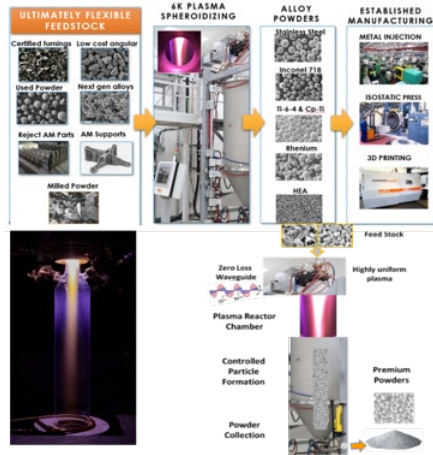 ULTIMATELY FLEXIBLE
FEEDSTOCK
Certified turnings
Low cost angular
Used Powder
Next gen alloys
Reject AM Parts
AM Supports
Milled Powder
6K PLASMA
SPHEROIDIZING
ALLOY
POWDERS
Stainless Steel
Inconel 718
Ti-6-4 & Cp-Ti
Rhenium
HEA
ESTABLISHED
MANUFACTURING
METAL INJECTION
ISOSTATIC PRESS
3D PRINTING
Feed Stock
Zero Loss
Waveguide
Highly uniform
plasma
Plasma Reactor
Chamber
Controlled
Particle
Formation
Premium
Powders
Powder
Collection